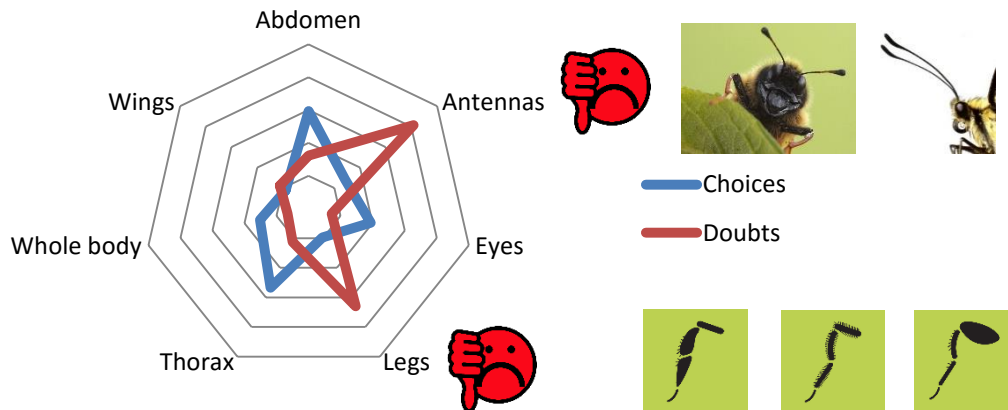 Abdomen
Wings
Antennas
Choices
Doubts
Whole body
Eyes
Thorax
Legs